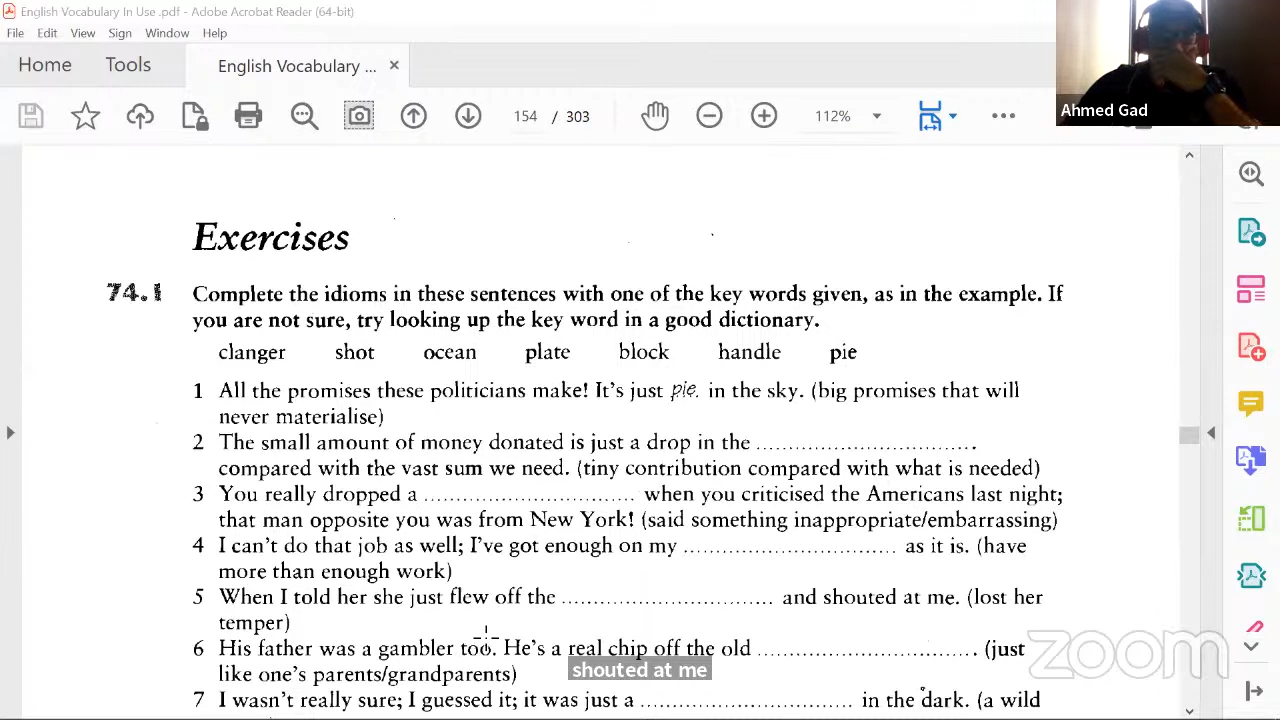 English Vocabulary In Use .pdf - Adobe Acrobat Reader (64-bit)
File Edit View Sign Window Help
Home Tools English Vocabulary ... ×
154 / 303 112%
Ahmed Gad
Exercises
74.1 Complete the idioms in these sentences with one of the key words given, as in the example. If
you are not sure, try looking up the key word in a good dictionary.
clanger shot ocean plate block handle pie
1 All the promises these politicians make! It's just pie. in the sky. (big promises that will
never materialise)
2 The small amount of money donated is just a drop in the ................................
compared with the vast sum we need. (tiny contribution compared with what is needed)
3 You really dropped a ................................ when you criticised the Americans last night;
that man opposite you was from New York! (said something inappropriate/embarrassing)
4 I can't do that job as well; I've got enough on my ................................ as it is. (have
more than enough work)
5 When I told her she just flew off the ................................ and shouted at me. (lost her
temper)
6 His father was a gambler too. He's a real chip off the old ................................ (just
like one's parents/grandparents)
shouted at me
7 I wasn't really sure; I guessed it; it was just a ................................ in the dark. (a wild
zoom